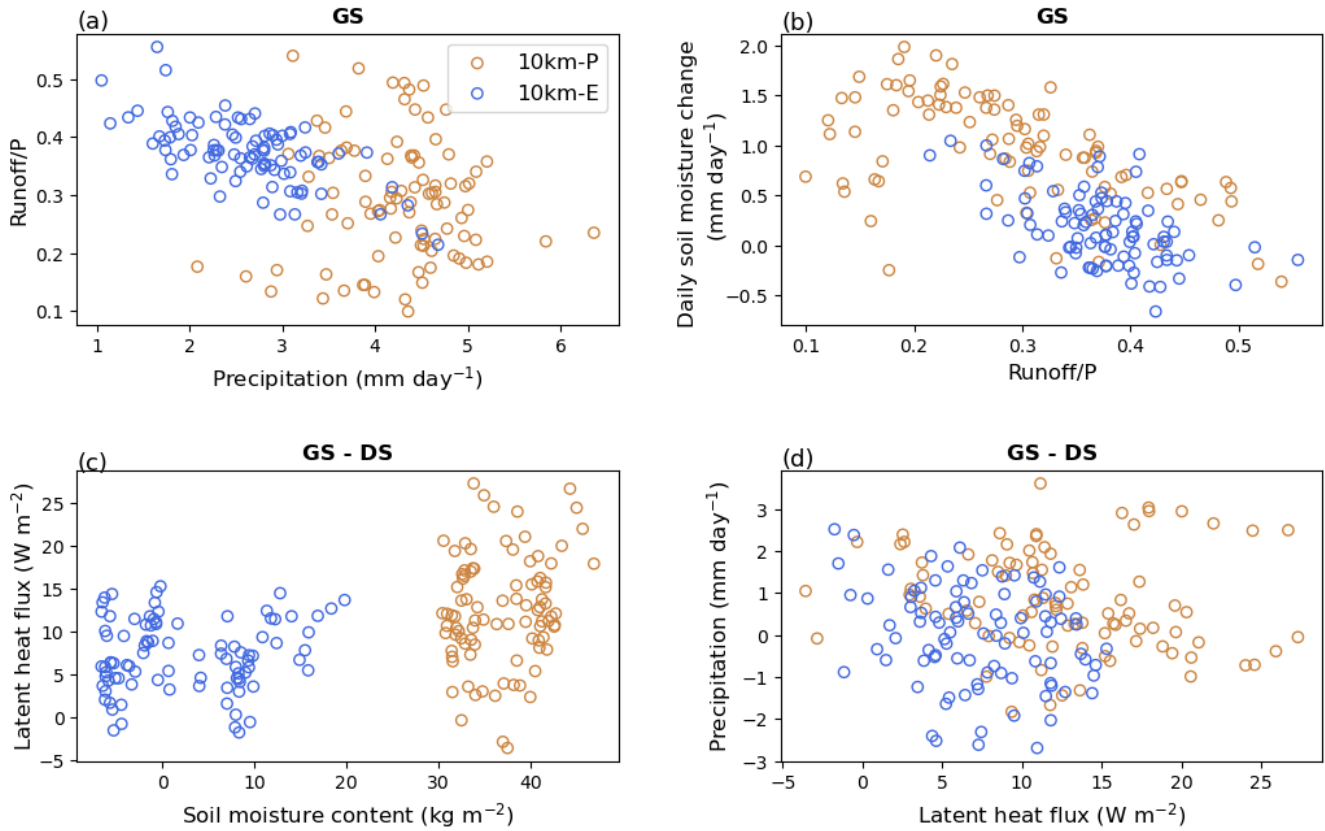 (a)
GS
0.5
0.4
0.3
0.2
0.1
Runoff/P
10km-P
10km-E
1
2
3
4
5
6
Precipitation (mm day⁻¹)
(b)
GS
2.0
1.5
1.0
0.5
0.0
−0.5
Daily soil moisture change
(mm day⁻¹)
0.1
0.2
0.3
0.4
0.5
Runoff/P
(c)
GS - DS
25
20
15
10
5
0
−5
Latent heat flux (W m⁻²)
0
10
20
30
40
Soil moisture content (kg m⁻²)
(d)
GS - DS
3
2
1
0
−1
−2
−3
Precipitation (mm day⁻¹)
−5
0
5
10
15
20
25
Latent heat flux (W m⁻²)